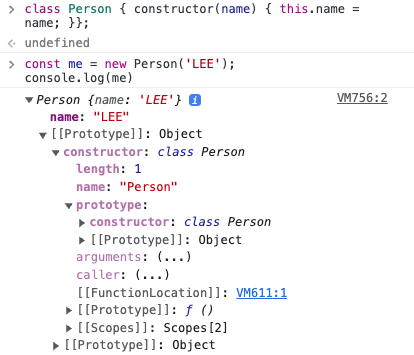 > class Person { constructor(name) { this.name =
name; }};
<· undefined
> const me = new Person('LEE');
console.log(me)
▼Person {name: 'LEE'} i VM756:2
name: "LEE"
▼[[Prototype]]: Object
▼constructor: class Person
length: 1
name: "Person"
▼prototype:
▶constructor: class Person
▶[[Prototype]]: Object
arguments: (...)
caller: (...)
[[FunctionLocation]]: VM611:1
▶[[Prototype]]: ƒ ()
▶[[Scopes]]: Scopes[2]
▶[[Prototype]]: Object